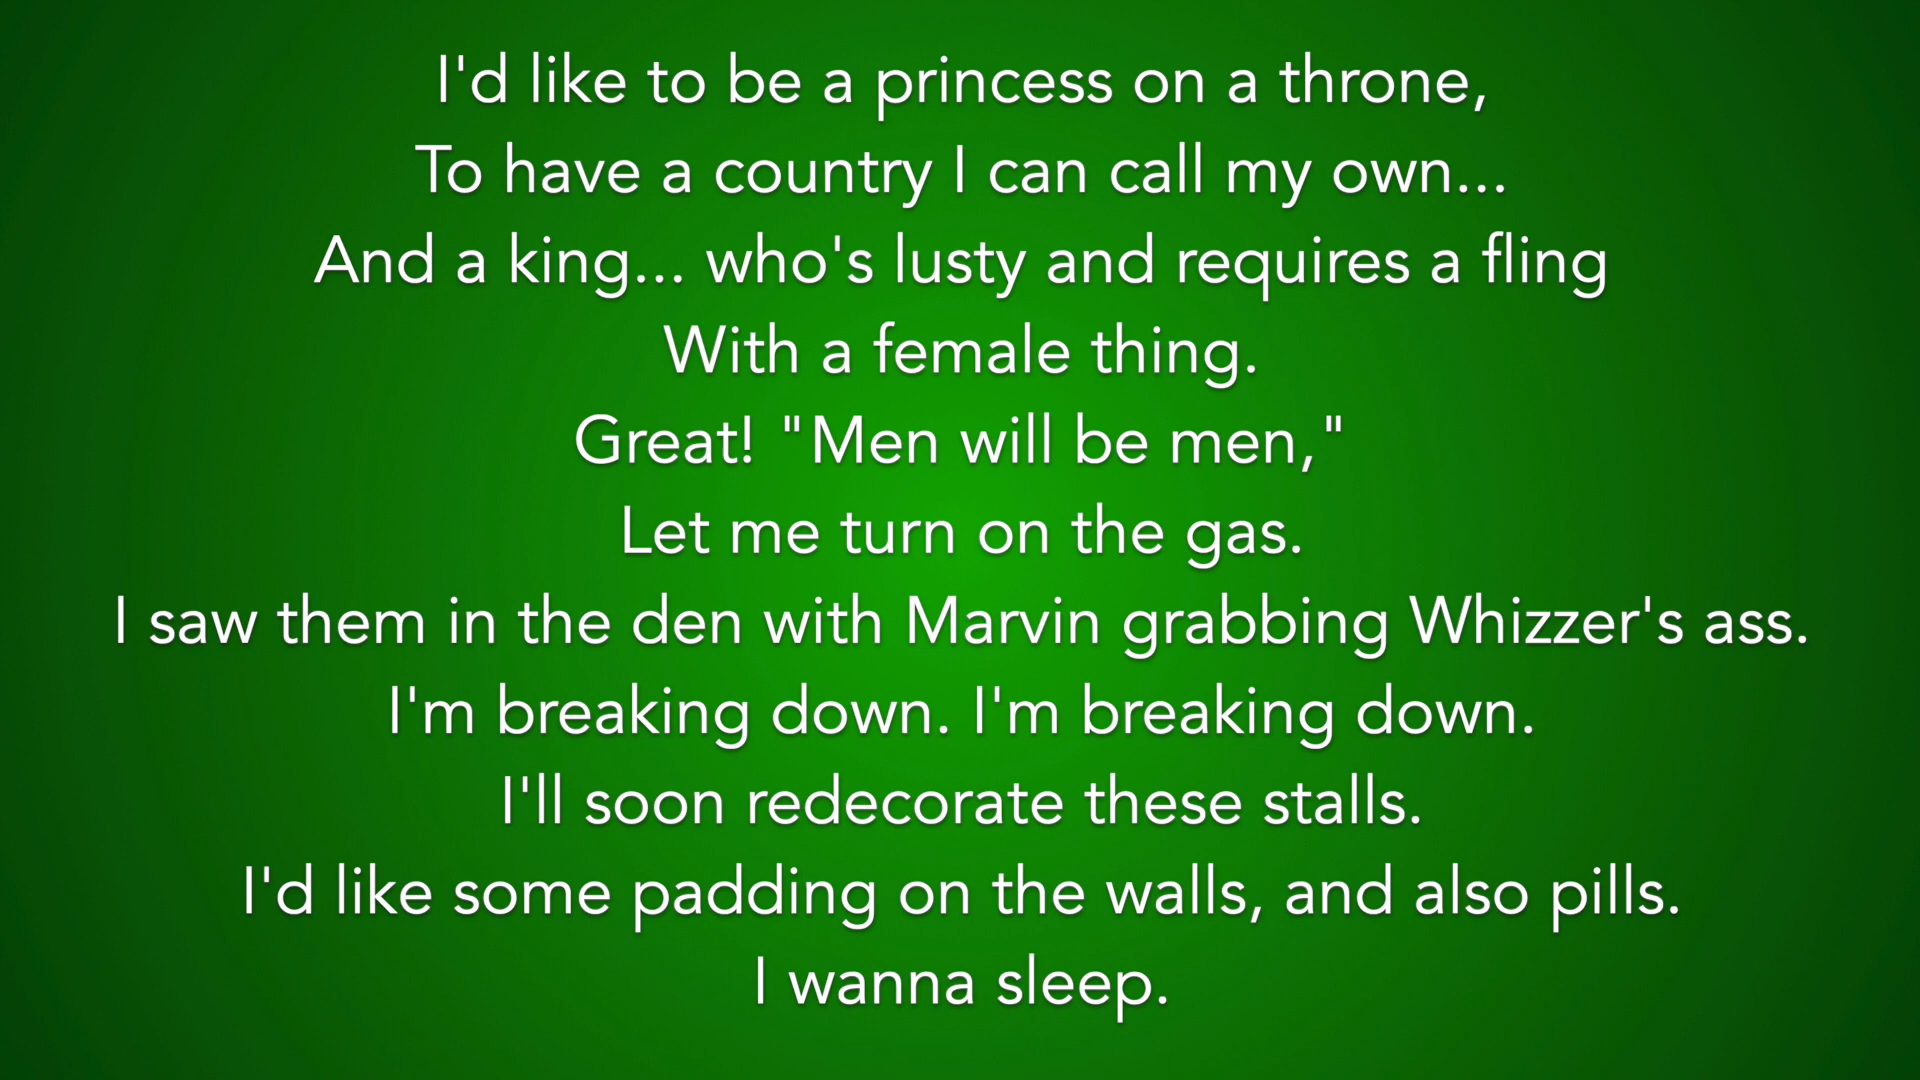 I'd like to be a princess on a throne,
To have a country I can call my own...
And a king... who's lusty and requires a fling
With a female thing.
Great! "Men will be men,"
Let me turn on the gas.
I saw them in the den with Marvin grabbing Whizzer's ass.
I'm breaking down. I'm breaking down.
I'll soon redecorate these stalls.
I'd like some padding on the walls, and also pills.
I wanna sleep.